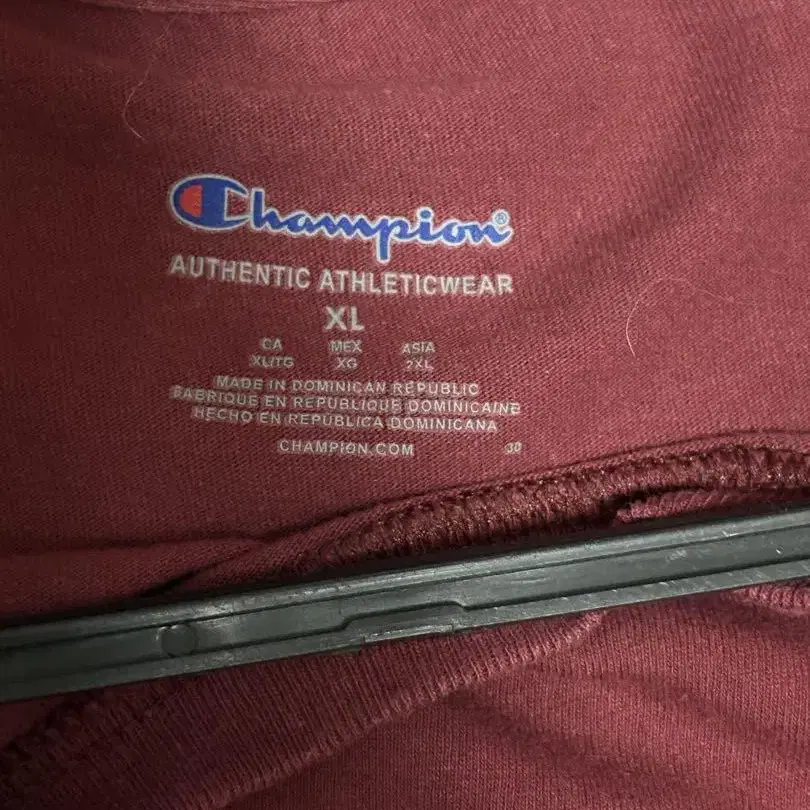 Champion®
AUTHENTIC ATHLETICWEAR
XL
CA MEX ASIA
XL/TG XG 2XL
MADE IN DOMINICAN REPUBLIC
FABRIQUE EN REPUBLIQUE DOMINICAINE
HECHO EN REPÚBLICA DOMINICANA
CHAMPION.COM 30